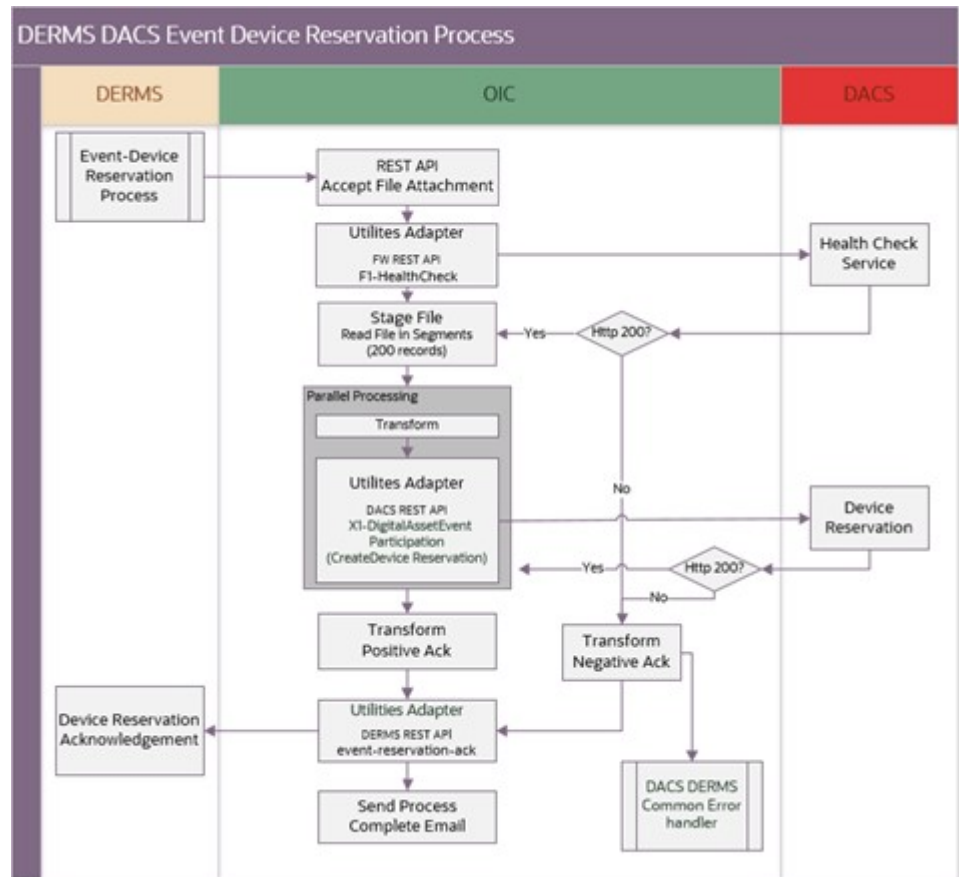 DERMS DACS Event Device Reservation Process
DERMS
OIC
DACS
Event-Device
Reservation
Process
REST API
Accept File Attachment
Utilites Adapter
FW REST API
F1-HealthCheck
Health Check
Service
Stage File
Read File in Segments
(200 records)
Yes
Http 200?
Parallel Processing
Transform
Utilites Adapter
DACS REST API
X1-DigitalAssetEvent
Participation
(CreateDevice Reservation)
No
Device
Reservation
Yes
Http 200?
No
Transform
Positive Ack
Transform
Negative Ack
Device Reservation
Acknowledgement
Utilities Adapter
DERMS REST API
event-reservation-ack
Send Process
Complete Email
DACS DERMS
Common Error
handler